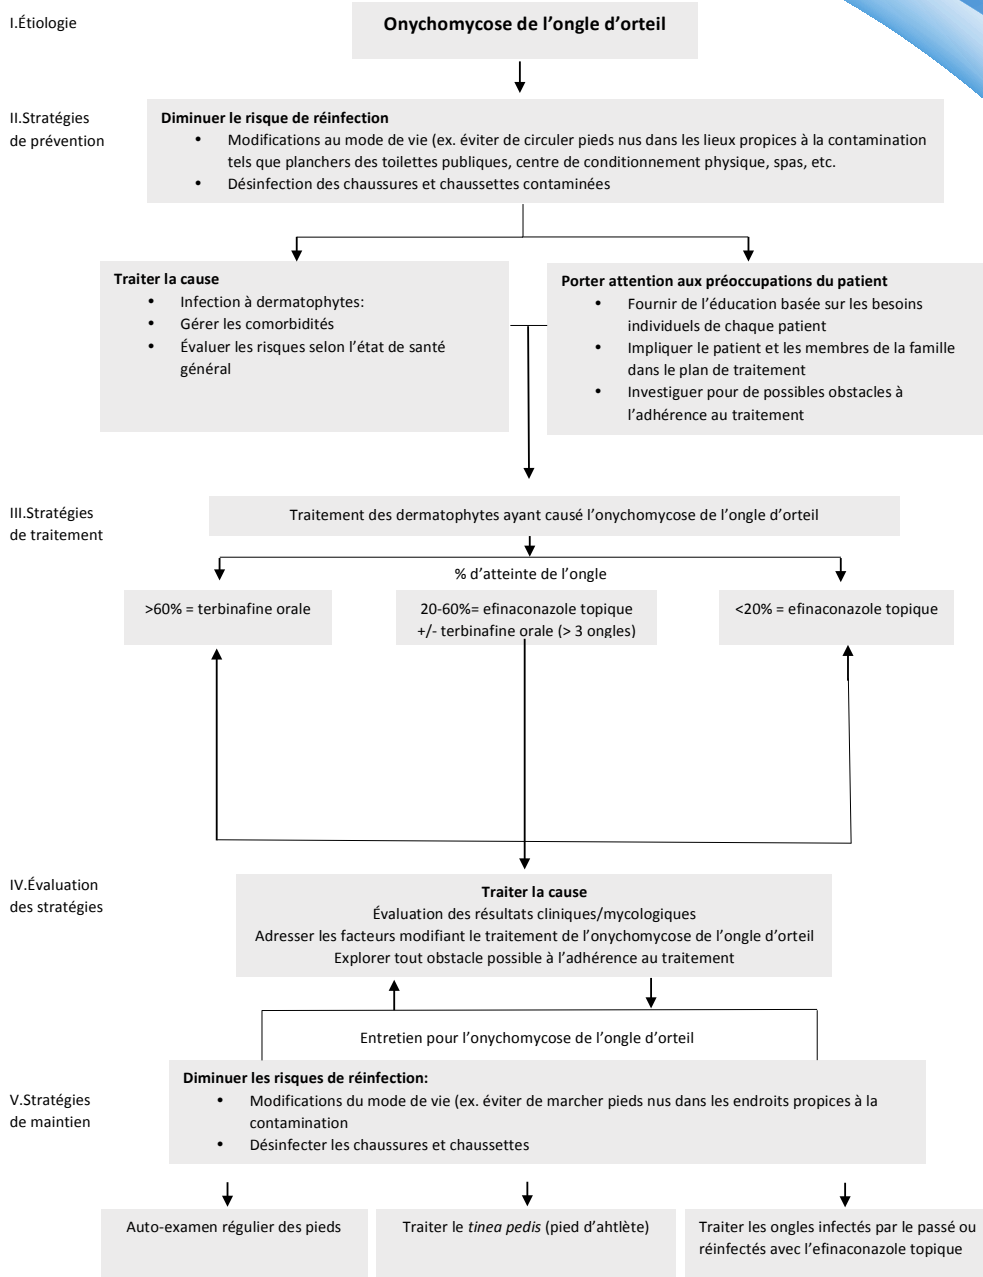 I.Étiologie
Onychomycose de l'ongle d'orteil
II.Stratégies
de prévention
Diminuer le risque de réinfection
• Modifications au mode de vie (ex. éviter de circuler pieds nus dans les lieux propices à la contamination
tels que planchers des toilettes publiques, centre de conditionnement physique, spas, etc.
• Désinfection des chaussures et chaussettes contaminées
Traiter la cause
• Infection à dermatophytes:
• Gérer les comorbidités
• Évaluer les risques selon l'état de santé
général
Porter attention aux préoccupations du patient
• Fournir de l'éducation basée sur les besoins
individuels de chaque patient
• Impliquer le patient et les membres de la famille
dans le plan de traitement
• Investiguer pour de possibles obstacles à
l'adhérence au traitement
III.Stratégies
de traitement
Traitement des dermatophytes ayant causé l'onychomycose de l'ongle d'orteil
% d'atteinte de l'ongle
>60% = terbinafine orale
20-60%= efinaconazole topique
+/- terbinafine orale (> 3 ongles)
<20% = efinaconazole topique
IV.Évaluation
des stratégies
Traiter la cause
Évaluation des résultats cliniques/mycologiques
Adresser les facteurs modifiant le traitement de l'onychomycose de l'ongle d'orteil
Explorer tout obstacle possible à l'adhérence au traitement
Entretien pour l'onychomycose de l'ongle d'orteil
V.Stratégies
de maintien
Diminuer les risques de réinfection:
• Modifications du mode de vie (ex. éviter de marcher pieds nus dans les endroits propices à la
contamination
• Désinfecter les chaussures et chaussettes
Auto-examen régulier des pieds
Traiter le tinea pedis (pied d'ahtlète)
Traiter les ongles infectés par le passé ou
réinfectés avec l'efinaconazole topique